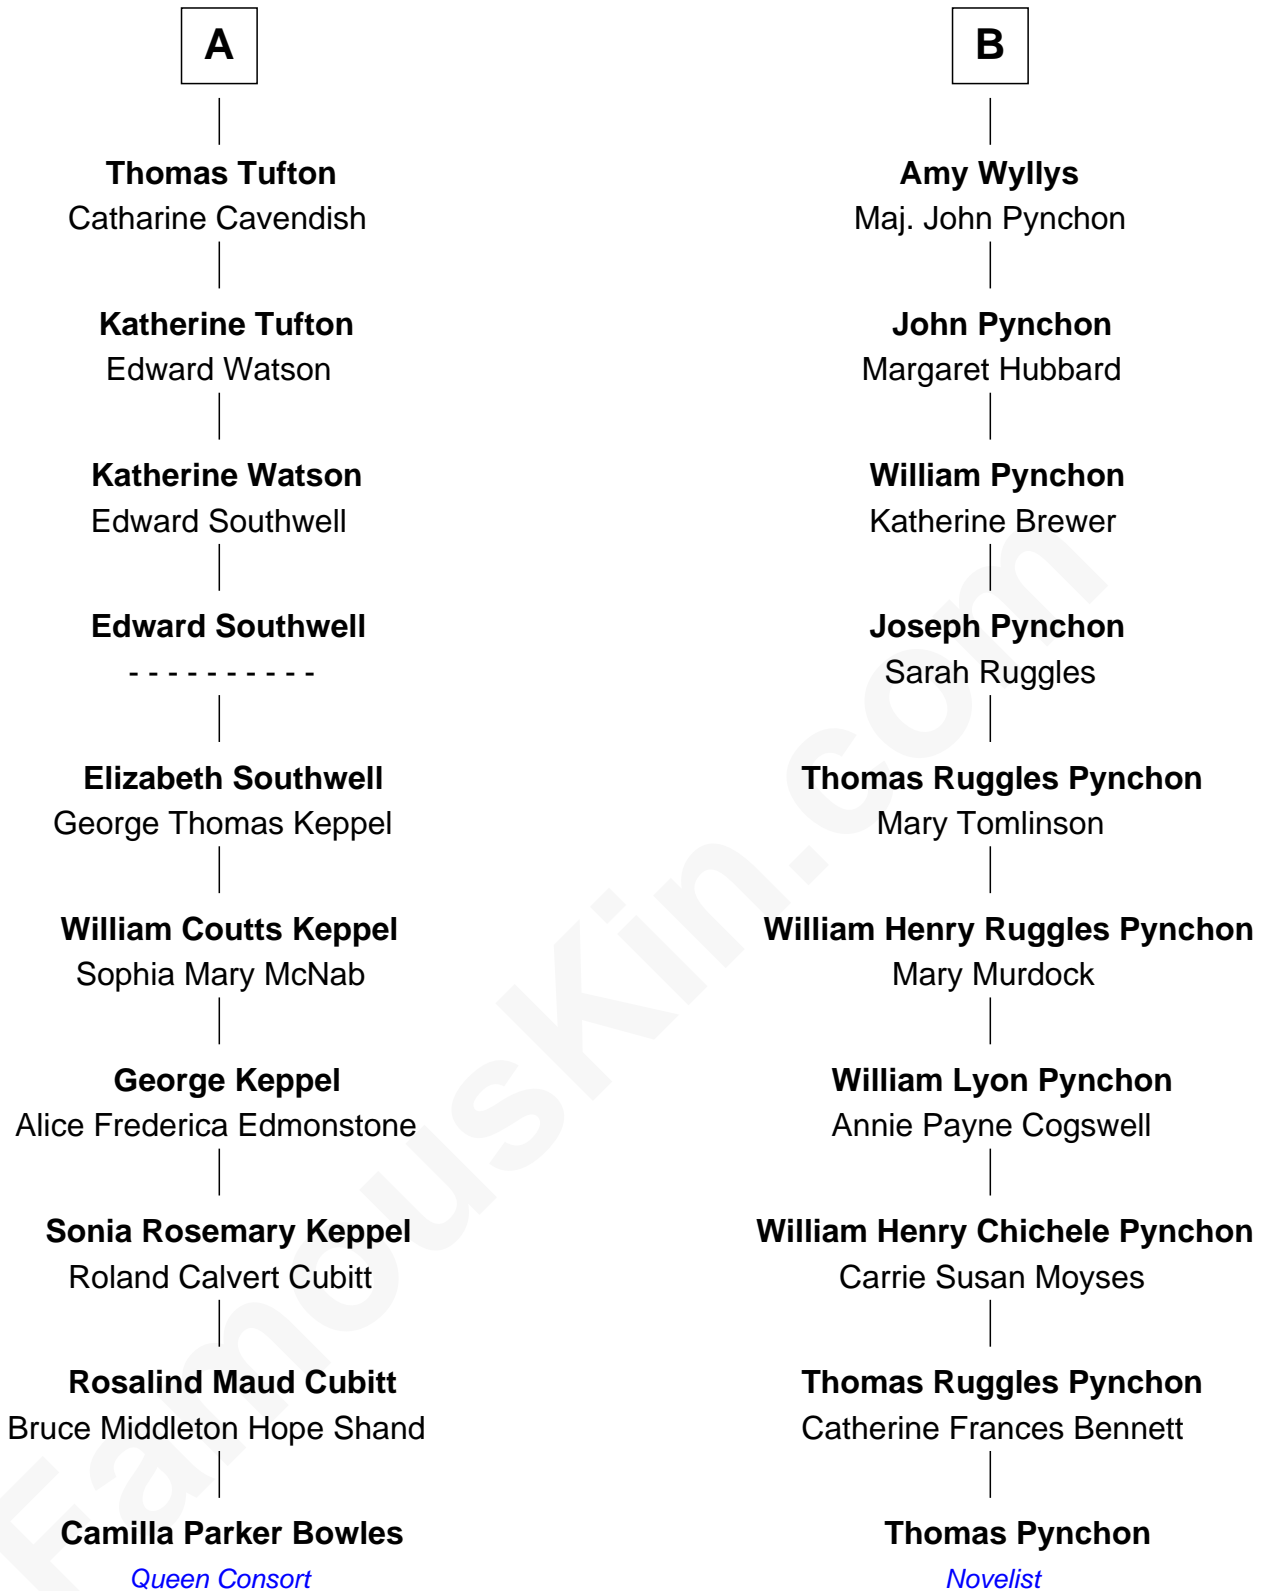 A
Thomas Tufton
Catharine Cavendish
Katherine Tufton
Edward Watson
Katherine Watson
Edward Southwell
Edward Southwell
- - - - - - - - - -
Elizabeth Southwell
George Thomas Keppel
William Coutts Keppel
Sophia Mary McNab
George Keppel
Alice Frederica Edmonstone
Sonia Rosemary Keppel
Roland Calvert Cubitt
Rosalind Maud Cubitt
Bruce Middleton Hope Shand
Camilla Parker Bowles
Queen Consort
B
Amy Wyllys
Maj. John Pynchon
John Pynchon
Margaret Hubbard
William Pynchon
Katherine Brewer
Joseph Pynchon
Sarah Ruggles
Thomas Ruggles Pynchon
Mary Tomlinson
William Henry Ruggles Pynchon
Mary Murdock
William Lyon Pynchon
Annie Payne Cogswell
William Henry Chichele Pynchon
Carrie Susan Moyses
Thomas Ruggles Pynchon
Catherine Frances Bennett
Thomas Pynchon
Novelist
FamousKin.com